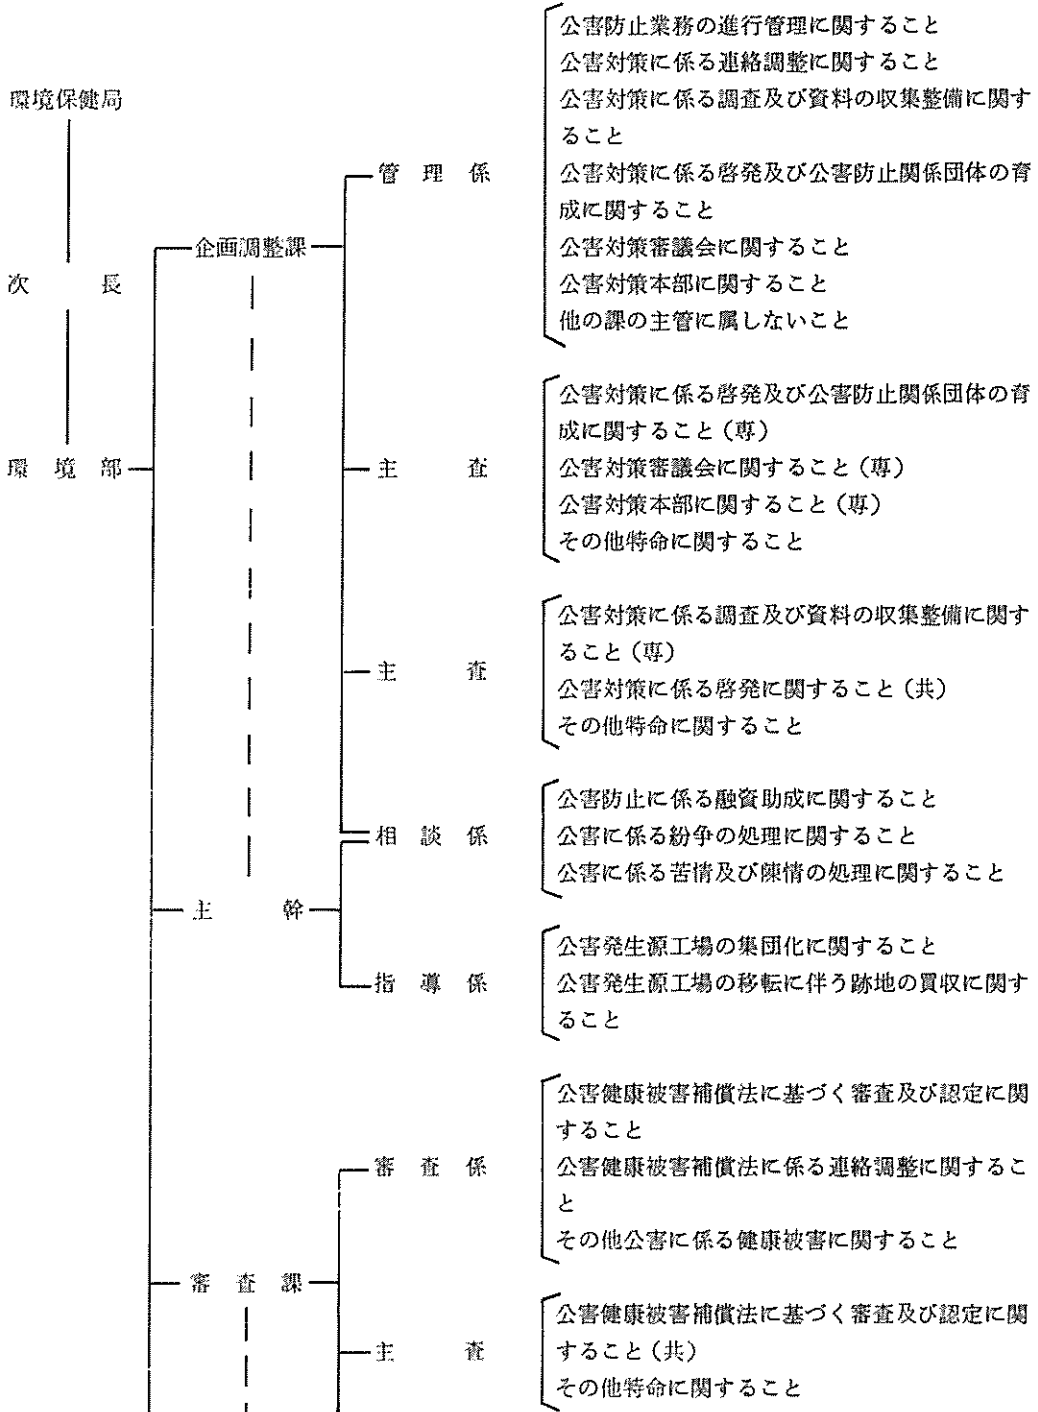 環境保健局
次長
環境部
企画調整課
管理係
公害防止業務の進行管理に関すること
公害対策に係る連絡調整に関すること
公害対策に係る調査及び資料の収集整備に関す
ること
公害対策に係る啓発及び公害防止関係団体の育
成に関すること
公害対策審議会に関すること
公害対策本部に関すること
他の課の主管に属しないこと
主査
公害対策に係る啓発及び公害防止関係団体の育
成に関すること(専)
公害対策審議会に関すること(専)
公害対策本部に関すること(専)
その他特命に関すること
主査
公害対策に係る調査及び資料の収集整備に関す
ること(専)
公害対策に係る啓発に関すること(共)
その他特命に関すること
相談係
公害防止に係る融資助成に関すること
公害に係る紛争の処理に関すること
公害に係る苦情及び陳情の処理に関すること
主幹
指導係
公害発生源工場の集団化に関すること
公害発生源工場の移転に伴う跡地の買収に関す
ること
審査課
審査係
公害健康被害補償法に基づく審査及び認定に関
すること
公害健康被害補償法に係る連絡調整に関するこ
と
その他公害に係る健康被害に関すること
主査
公害健康被害補償法に基づく審査及び認定に関
すること(共)
その他特命に関すること